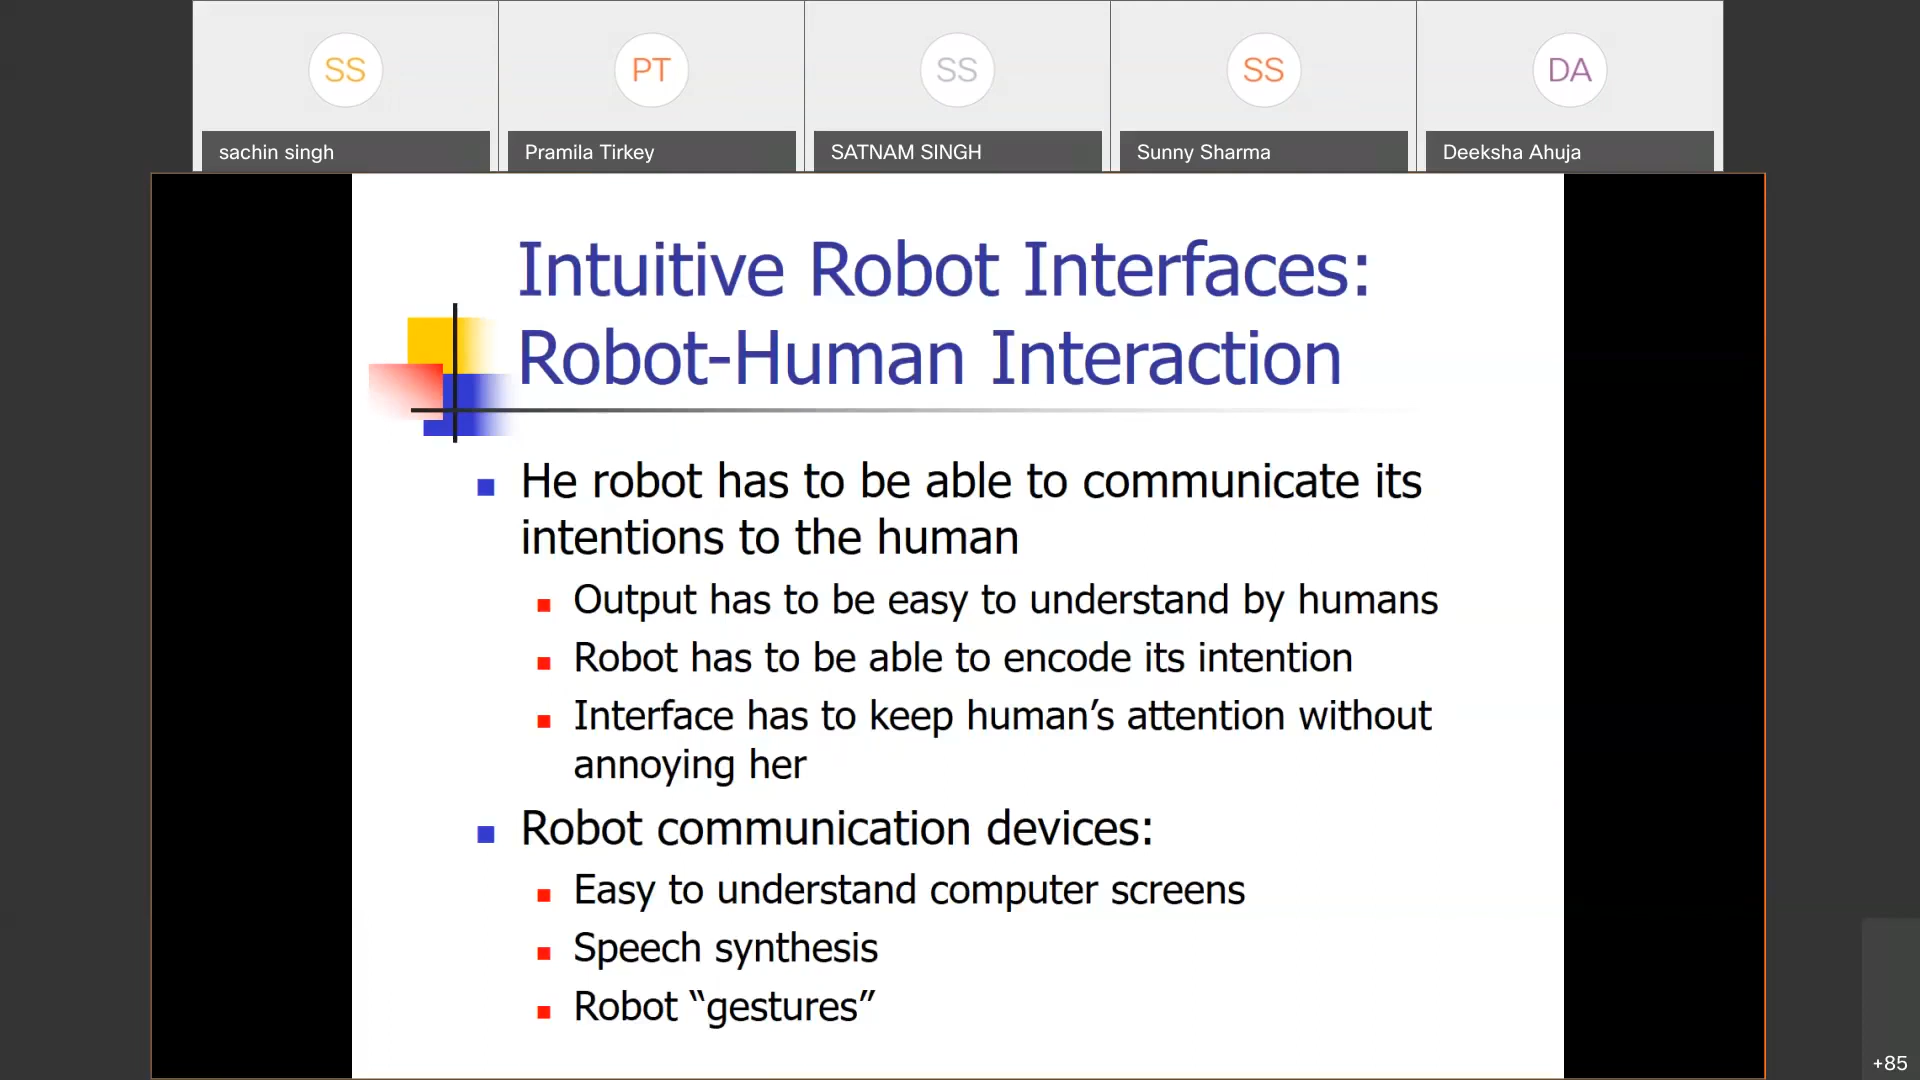 SS
PT
SS
SS
DA
sachin singh
Pramila Tirkey
SATNAM SINGH
Sunny Sharma
Deeksha Ahuja
Intuitive Robot Interfaces:
Robot-Human Interaction
He robot has to be able to communicate its
intentions to the human
Output has to be easy to understand by humans
Robot has to be able to encode its intention
Interface has to keep human’s attention without
annoying her
Robot communication devices:
Easy to understand computer screens
Speech synthesis
Robot “gestures”
+85